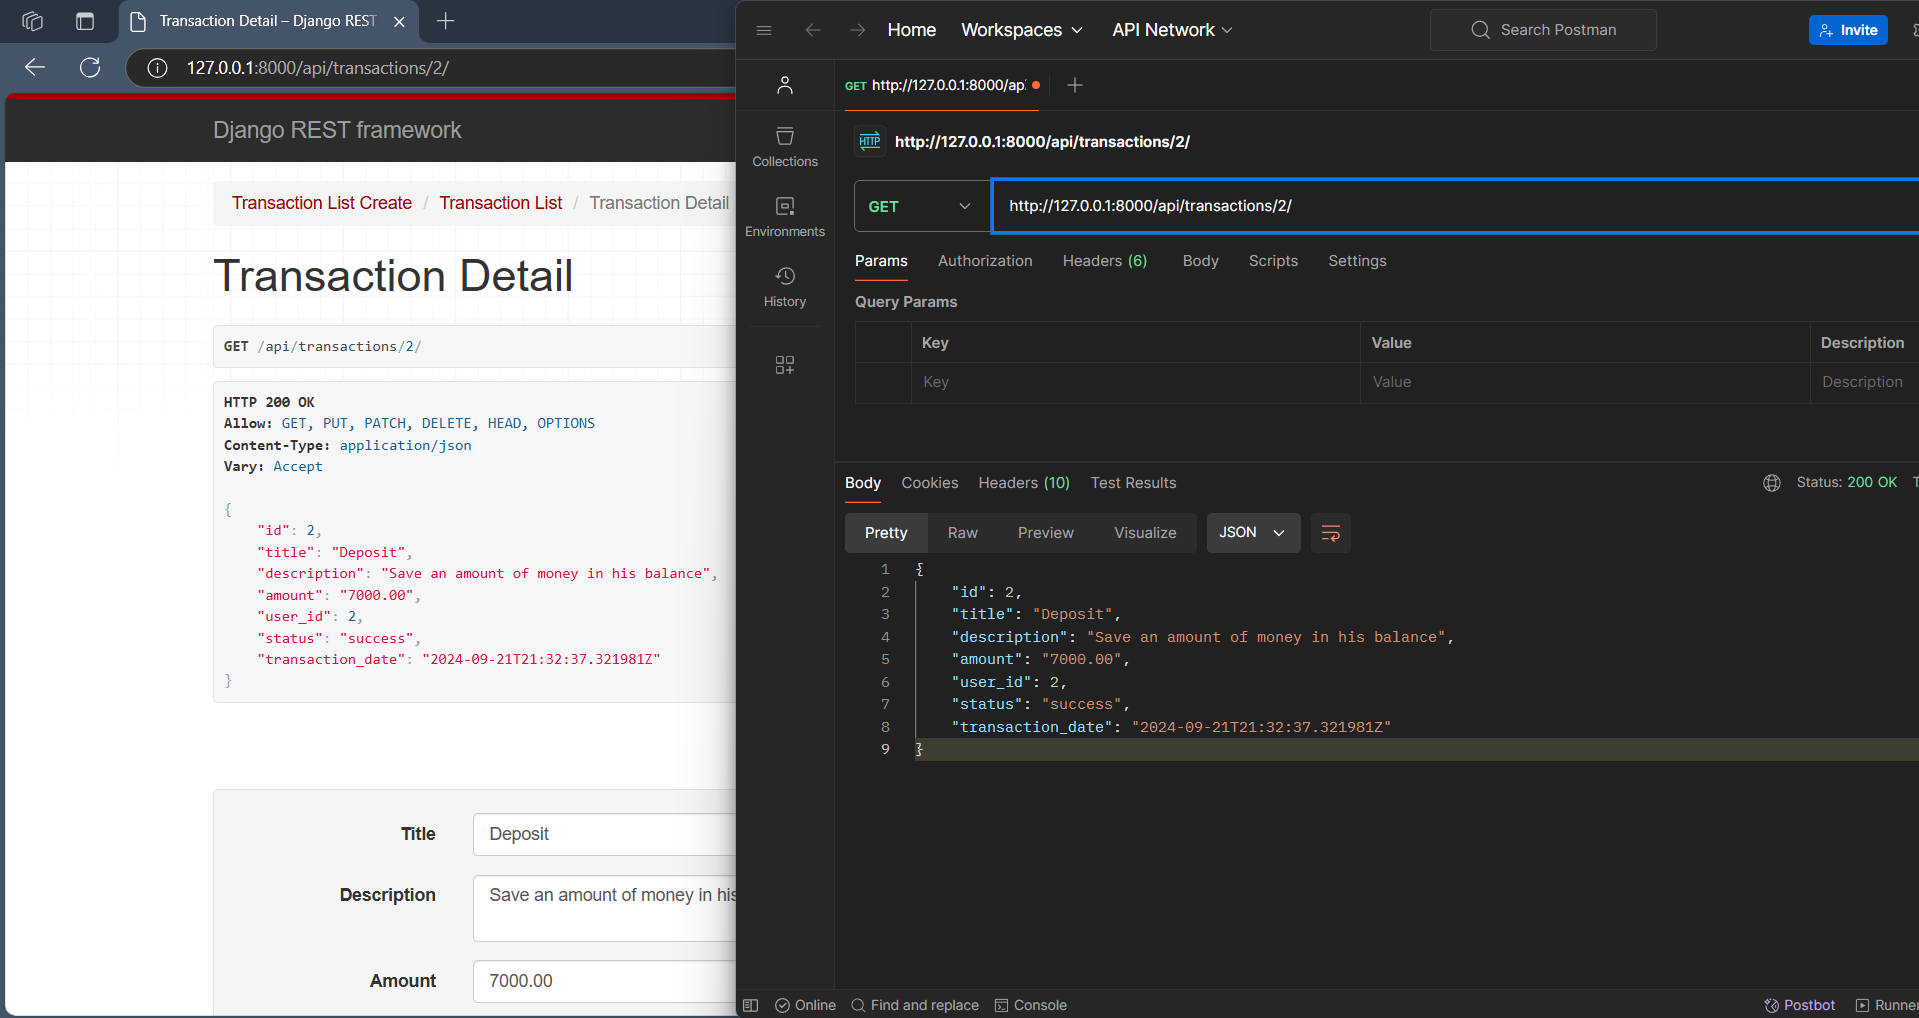 Transaction Detail – Django REST
127.0.0.1:8000/api/transactions/2/
Django REST framework
Transaction List Create / Transaction List / Transaction Detail
Transaction Detail
GET /api/transactions/2/
HTTP 200 OK
Allow: GET, PUT, PATCH, DELETE, HEAD, OPTIONS
Content-Type: application/json
Vary: Accept
{
"id": 2,
"title": "Deposit",
"description": "Save an amount of money in his balance",
"amount": "7000.00",
"user_id": 2,
"status": "success",
"transaction_date": "2024-09-21T21:32:37.321981Z"
}
Title Deposit
Description Save an amount of money in his
Amount 7000.00
Home Workspaces API Network Search Postman Invite
GET http://127.0.0.1:8000/ap
Collections
Environments
History
HTTP http://127.0.0.1:8000/api/transactions/2/
GET http://127.0.0.1:8000/api/transactions/2/
Params Authorization Headers (6) Body Scripts Settings
Query Params
Key Value Description
Key Value Description
Body Cookies Headers (10) Test Results Status: 200 OK T
Pretty Raw Preview Visualize JSON
1 {
2 "id": 2,
3 "title": "Deposit",
4 "description": "Save an amount of money in his balance",
5 "amount": "7000.00",
6 "user_id": 2,
7 "status": "success",
8 "transaction_date": "2024-09-21T21:32:37.321981Z"
9 }
Online Find and replace Console Postbot Runner